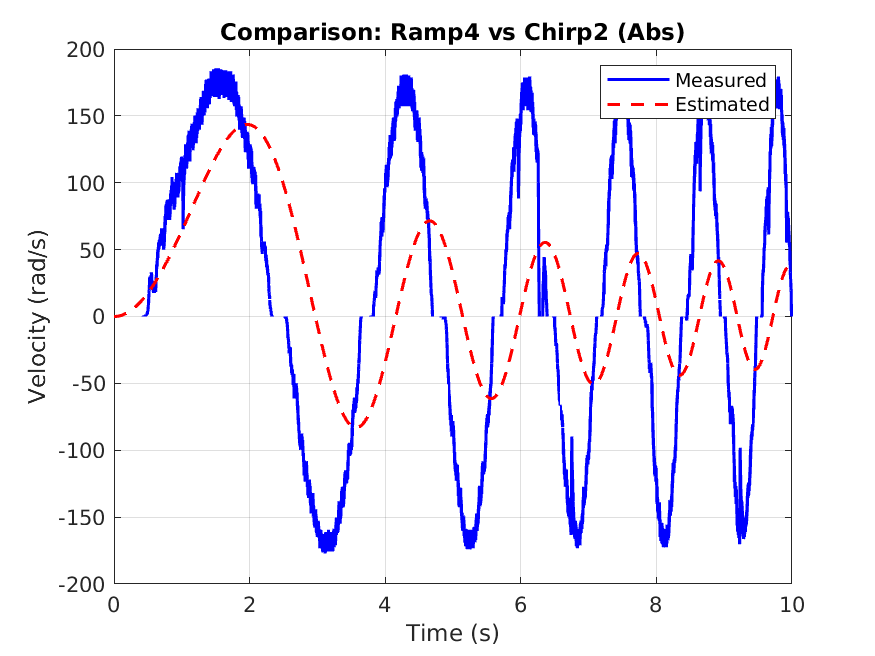 Comparison: Ramp4 vs Chirp2 (Abs)
200
150
100
50
0
-50
-100
-150
-200
Velocity (rad/s)
Measured
Estimated
0 2 4 6 8 10
Time (s)